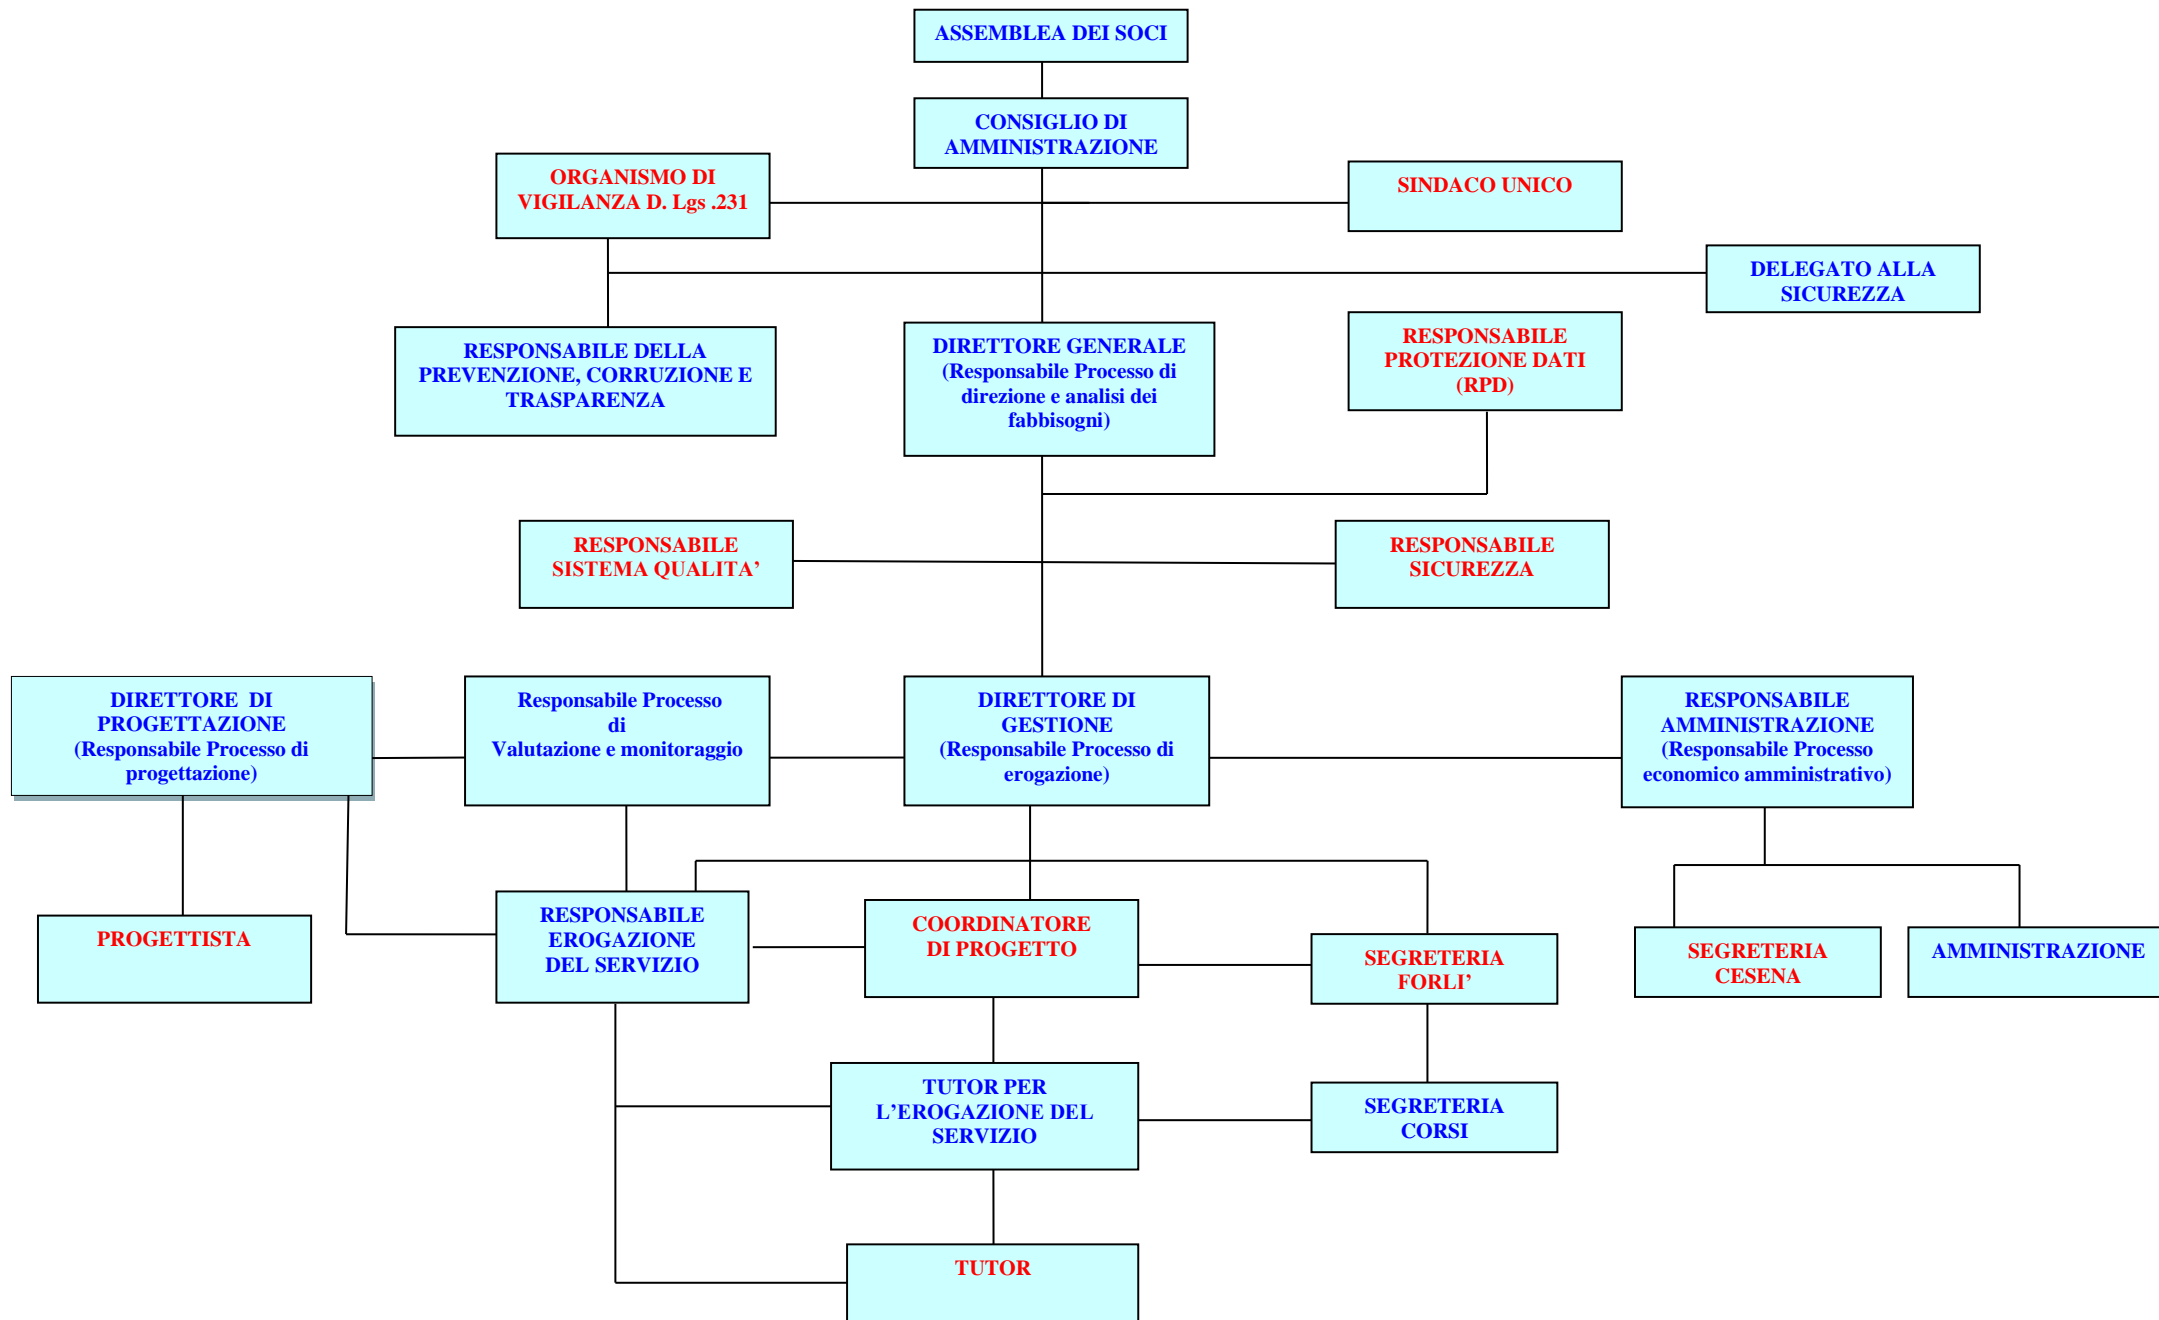 ASSEMBLEA DEI SOCI
CONSIGLIO DI
AMMINISTRAZIONE
ORGANISMO DI
VIGILANZA D. Lgs .231
SINDACO UNICO
DELEGATO ALLA
SICUREZZA
RESPONSABILE DELLA
PREVENZIONE, CORRUZIONE E
TRASPARENZA
DIRETTORE GENERALE
(Responsabile Processo di
direzione e analisi dei
fabbisogni)
RESPONSABILE
PROTEZIONE DATI
(RPD)
RESPONSABILE
SISTEMA QUALITA’
RESPONSABILE
SICUREZZA
DIRETTORE DI
PROGETTAZIONE
(Responsabile Processo di
progettazione)
Responsabile Processo
di
Valutazione e monitoraggio
DIRETTORE DI
GESTIONE
(Responsabile Processo di
erogazione)
RESPONSABILE
AMMINISTRAZIONE
(Responsabile Processo
economico amministrativo)
PROGETTISTA
RESPONSABILE
EROGAZIONE
DEL SERVIZIO
COORDINATORE
DI PROGETTO
SEGRETERIA
FORLI’
SEGRETERIA
CESENA
AMMINISTRAZIONE
TUTOR PER
L’EROGAZIONE DEL
SERVIZIO
SEGRETERIA
CORSI
TUTOR